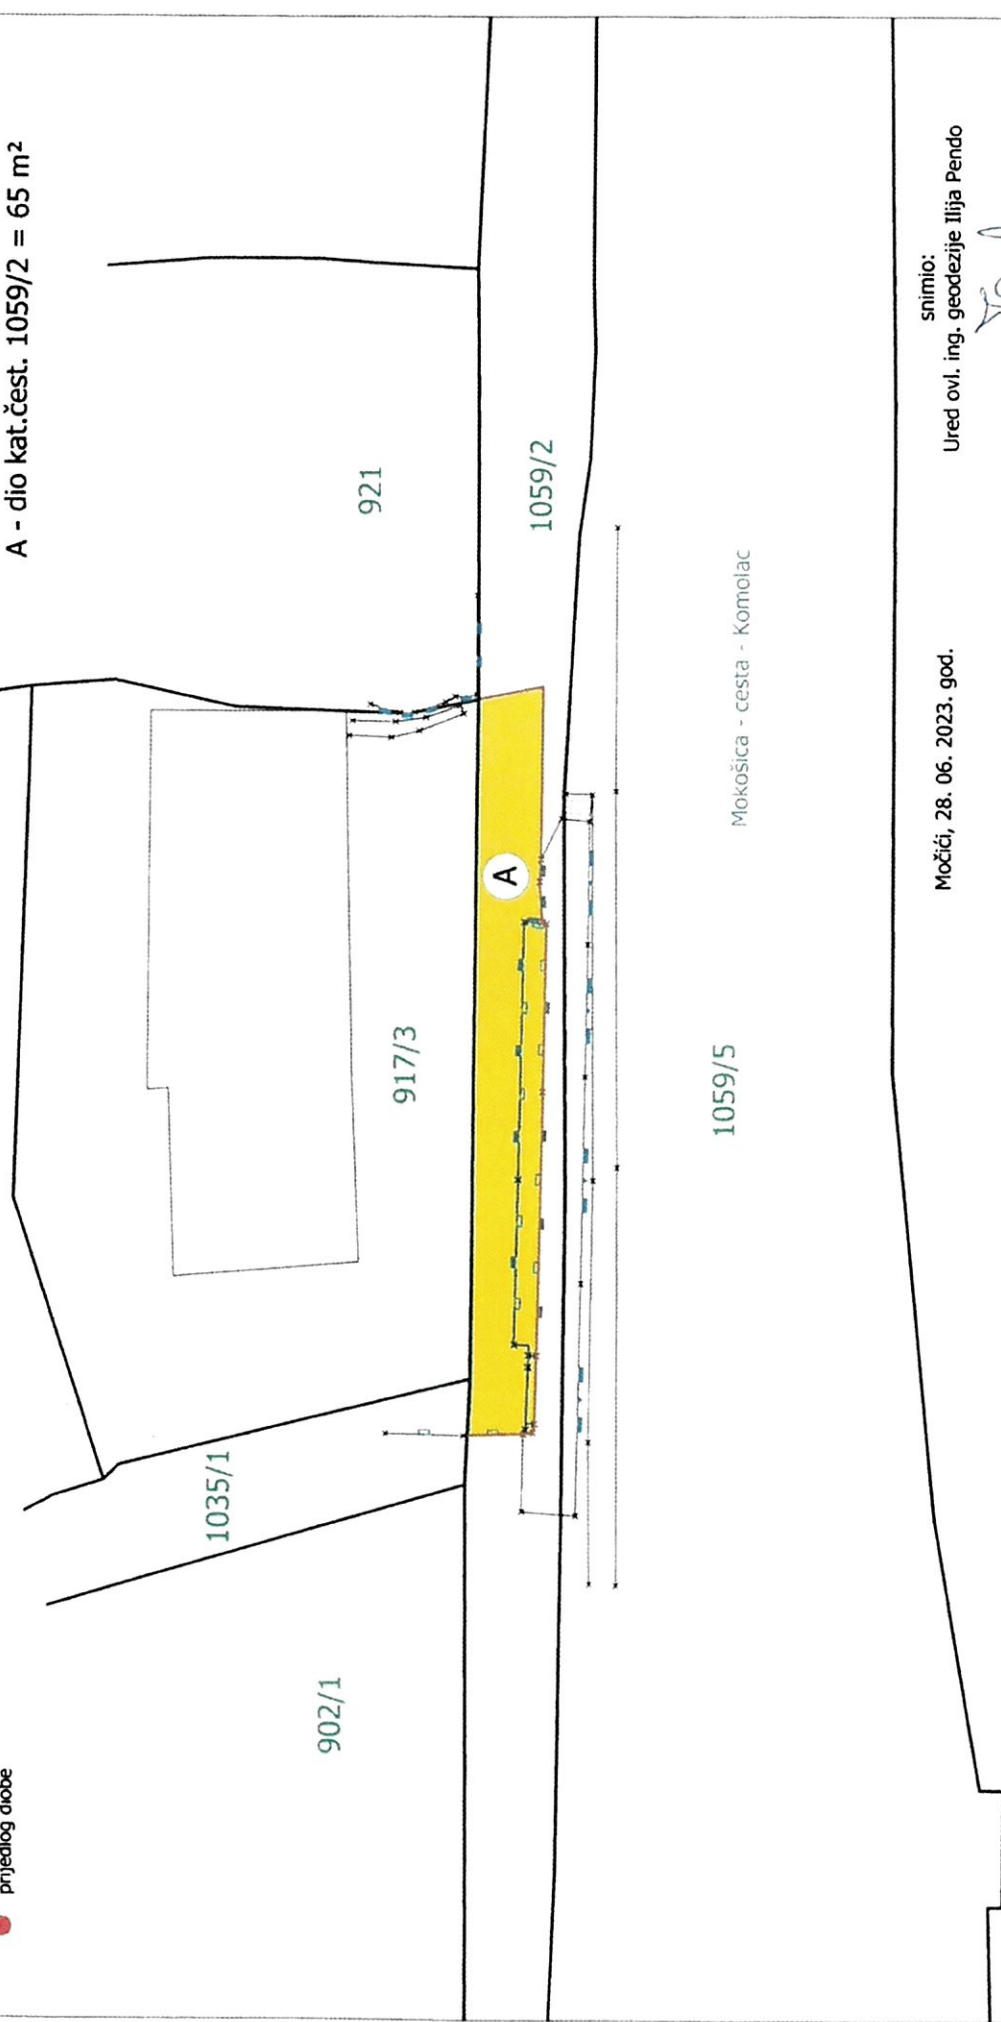 A - dio kat.čest. 1059/2 = 65 m²
prijedlog diobe
921
1059/2
917/3
A
1035/1
902/1
Mokošica - cesta - Komolac
1059/5
Močići, 28. 06. 2023. god.
snimio:
Ured ovl. ing. geodezije Ilija Pendo